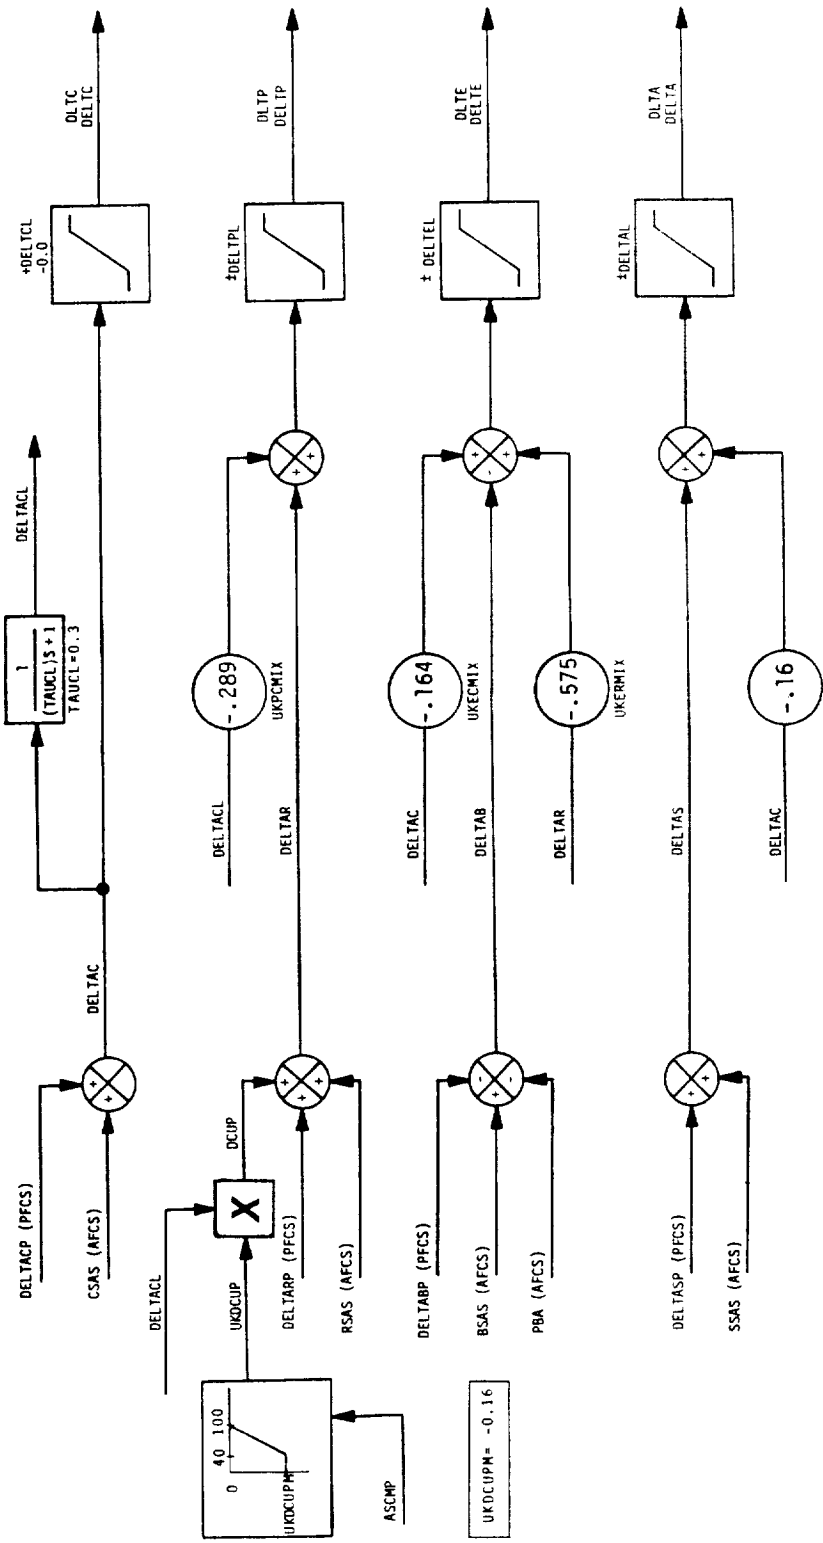 DELTACP (PFCS)
CSAS (AFCS)
+
+
DELTAC
1
(TAUCL)S + 1
TAUCL=0.3
DELTACL
+DELTCL
-0.0
DLTC
DELTC
DELTACL
0
40 100
UKDCUPM
ASCMP
UKDCUP
X
DCUP
DELTARP (PFCS)
RSAS (AFCS)
+
+
+
DELTAR
DELTACL
-.289
UKPCMIX
+
+
±DELTPL
DLTP
DELTP
UKDCUPM= -0.16
DELTABP (PFCS)
BSAS (AFCS)
PBA (AFCS)
-
+
-
DELTAB
DELTAC
-.164
UKECMIX
DELTAR
-.575
UKERMIX
+
-
+
± DELTEL
DLTE
DELTE
DELTASP (PFCS)
SSAS (AFCS)
+
+
DELTAS
DELTAC
-.16
+
+
±DELTAL
DLTA
DELTA